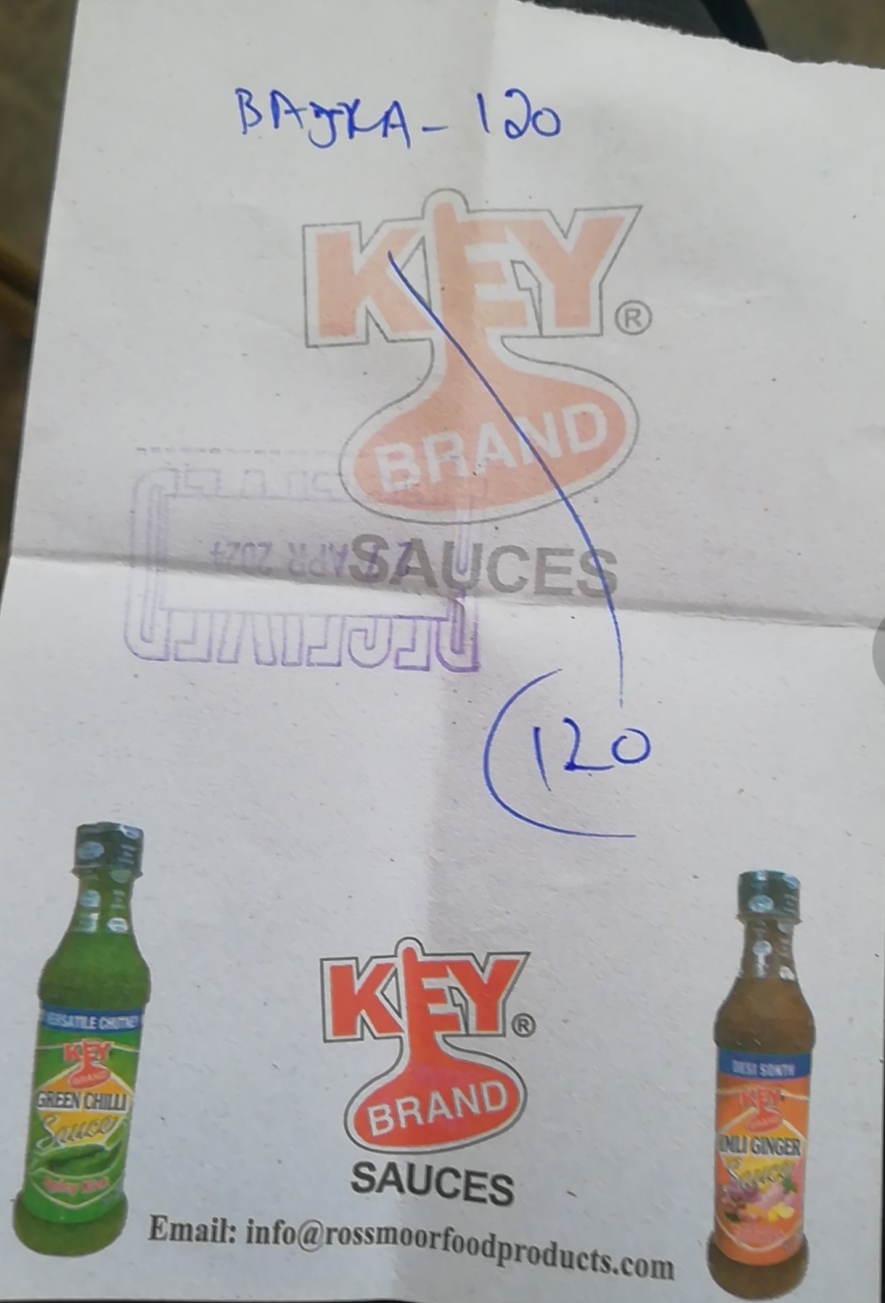 BAJRA - 120
KEY®
BRAND
SAUCES
RECEIVED
APR 2024
120
VERSATILE CHUTNEY
KEY
BRAND
GREEN CHILLI
Sauce
KEY®
BRAND
SAUCES
DESI SONTH
KEY
BRAND
IMLI GINGER
Sauce
Email: info@rossmoorfoodproducts.com